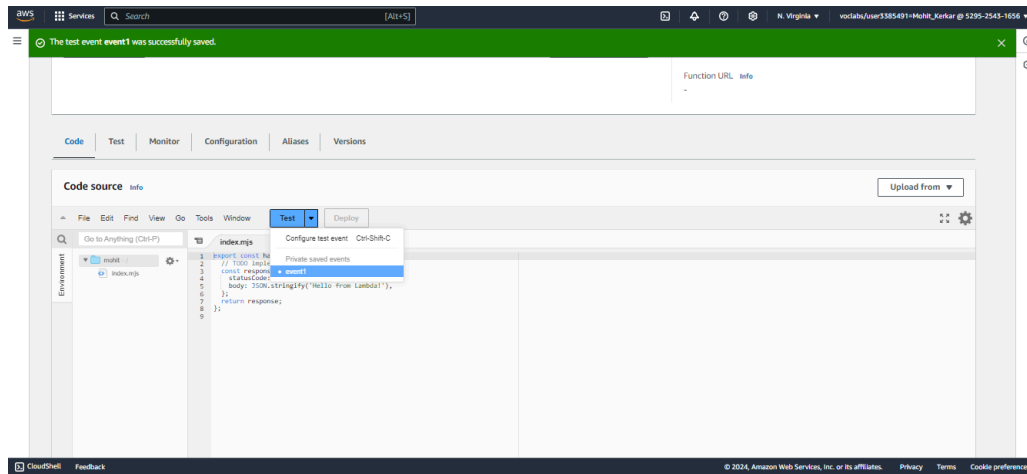 aws
Services
Search
[Alt+S]
N. Virginia
voclabs/user3385491=Mohit_Kerkar @ 5295-2543-1656
The test event event1 was successfully saved.
Function URL Info
-
Code
Test
Monitor
Configuration
Aliases
Versions
Code source Info
Upload from
File Edit Find View Go Tools Window
Test
Deploy
Go to Anything (Ctrl-P)
index.mjs
Configure test event Ctrl-Shift-C
Private saved events
event1
Environment
mohit - /
index.mjs
1 export const ha
2 // TODO imple
3 const respons
4 statusCode:
5 body: JSON.stringify('Hello from Lambda!'),
6 };
7 return response;
8 };
9
CloudShell Feedback
© 2024, Amazon Web Services, Inc. or its affiliates. Privacy Terms Cookie preference